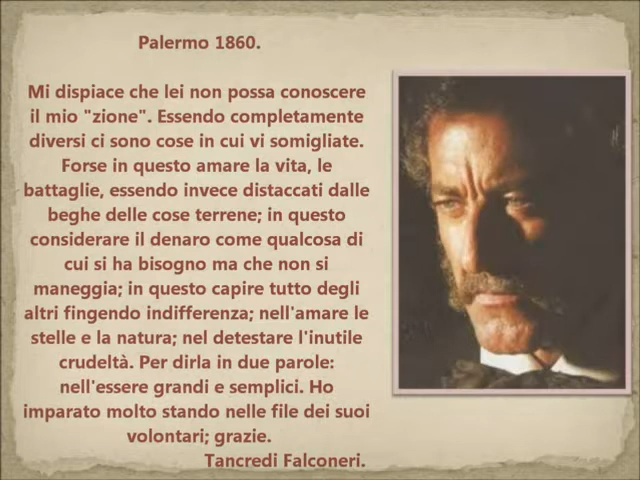 Palermo 1860.
Mi dispiace che lei non possa conoscere
il mio "zione". Essendo completamente
diversi ci sono cose in cui vi somigliate.
Forse in questo amare la vita, le
battaglie, essendo invece distaccati dalle
beghe delle cose terrene; in questo
considerare il denaro come qualcosa di
cui si ha bisogno ma che non si
maneggia; in questo capire tutto degli
altri fingendo indifferenza; nell'amare le
stelle e la natura; nel detestare l'inutile
crudeltà. Per dirla in due parole:
nell'essere grandi e semplici. Ho
imparato molto stando nelle file dei suoi
volontari; grazie.
Tancredi Falconeri.